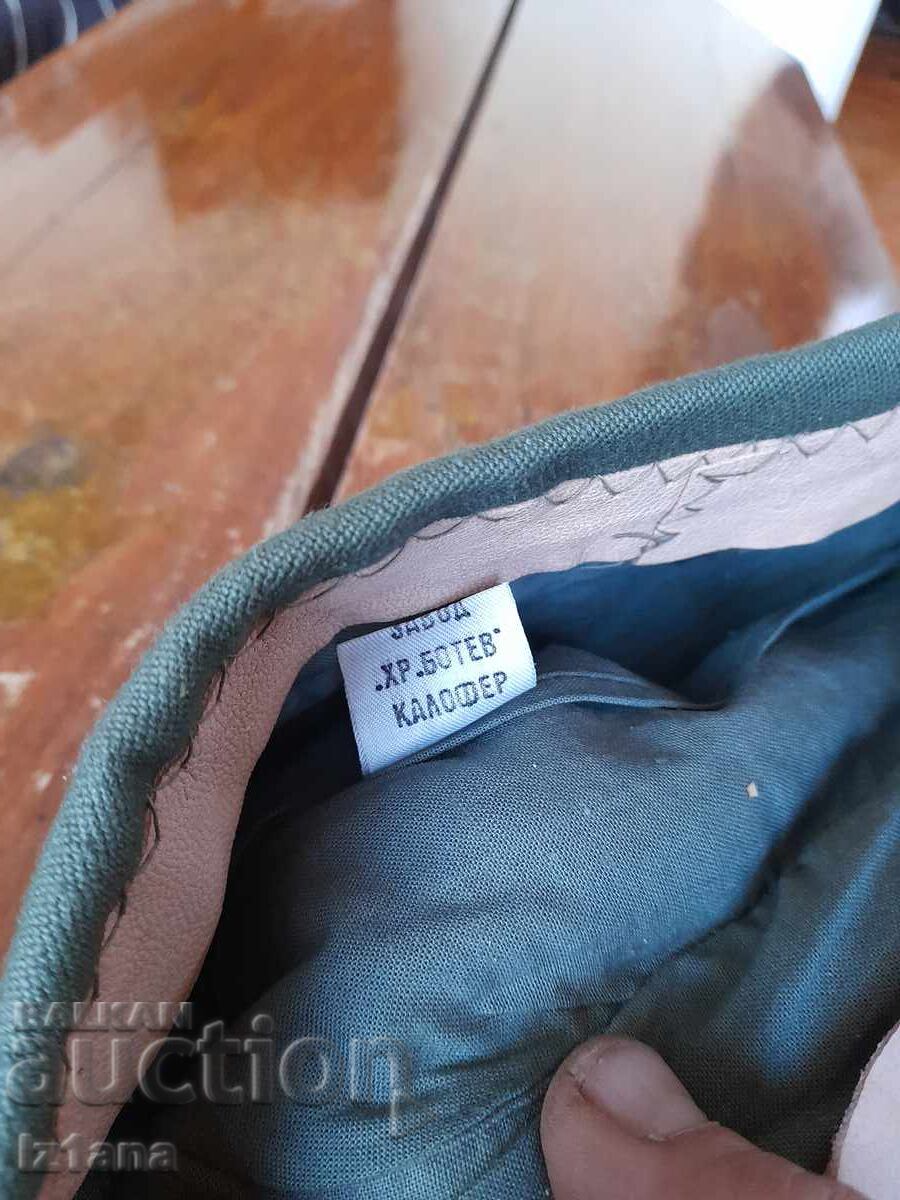 ЗАВОД
"ХР.БОТЕВ"
КАЛОФЕР
BALKAN
auction
iz1ana